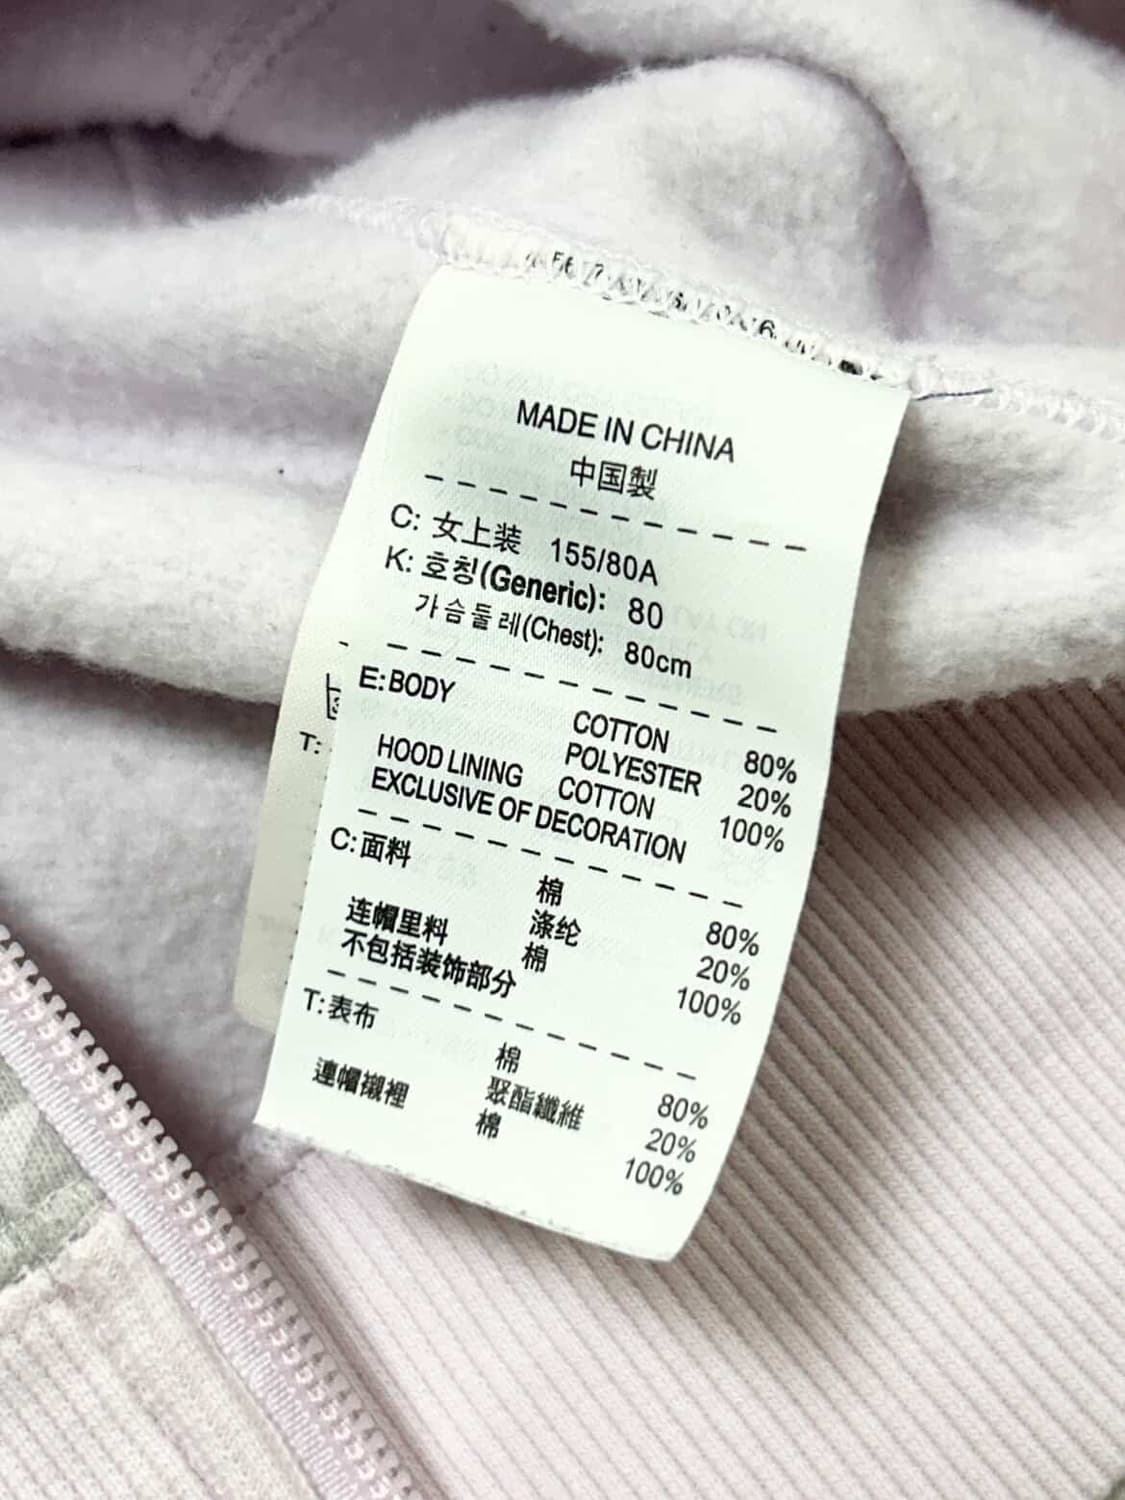 MADE IN CHINA
中国製
C: 女上装 155/80A
K: 호칭(Generic): 80
가슴둘레(Chest): 80cm
E: BODY
COTTON 80%
POLYESTER 20%
HOOD LINING COTTON 100%
EXCLUSIVE OF DECORATION
C: 面料
棉 80%
涤纶 20%
连帽里料 棉 100%
不包括装饰部分
T: 表布
棉 80%
聚酯纖維 20%
連帽襯裡 棉 100%
T: